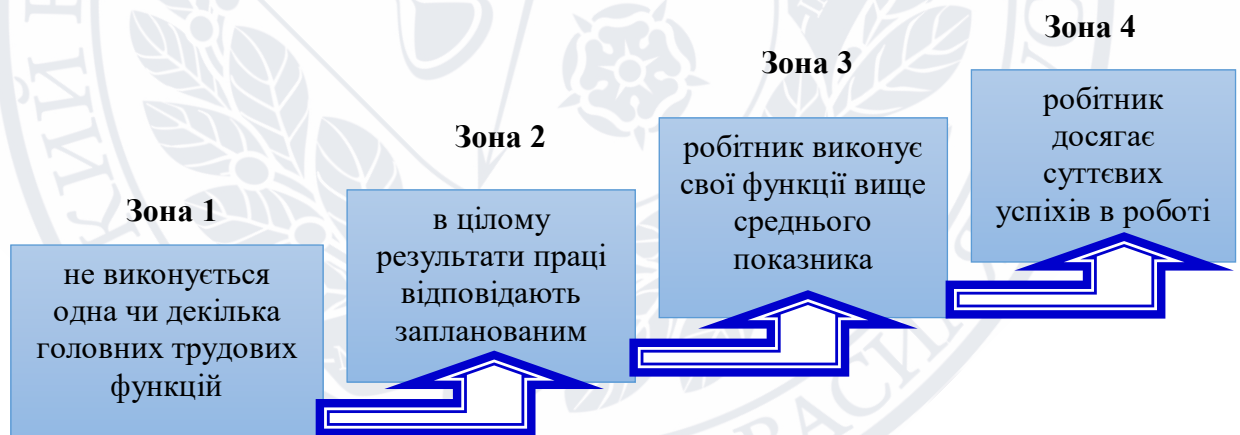 Зона 1
не виконується
одна чи декілька
головних трудових
функцій
Зона 2
в цілому
результати праці
відповідають
запланованим
Зона 3
робітник виконує
свої функції вище
среднього
показника
Зона 4
робітник
досягає
суттєвих
успіхів в роботі